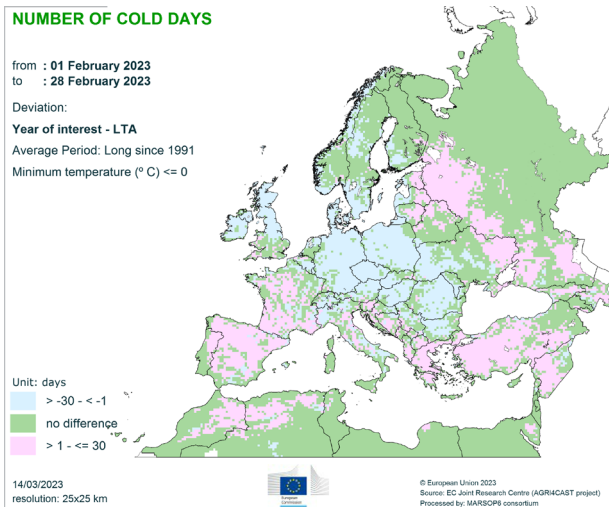 NUMBER OF COLD DAYS
from : 01 February 2023
to : 28 February 2023
Deviation:
Year of interest - LTA
Average Period: Long since 1991
Minimum temperature (º C) <= 0
Unit: days
> -30 - < -1
no difference
> 1 - <= 30
14/03/2023
resolution: 25x25 km
European
Commission
© European Union 2023
Source: EC Joint Research Centre (AGRI4CAST project)
Processed by: MARSOP6 consortium